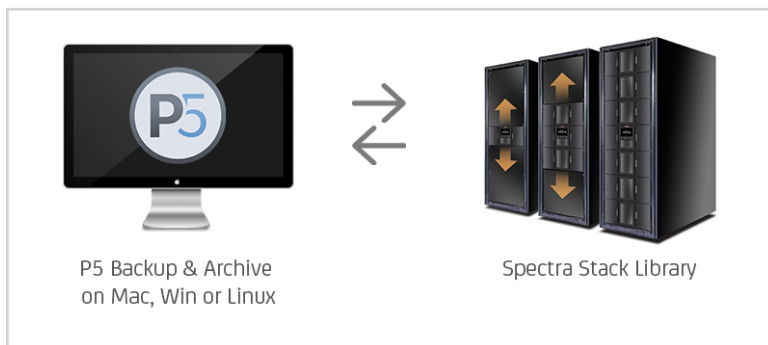 P5
P5 Backup & Archive
on Mac, Win or Linux
Spectra Stack Library